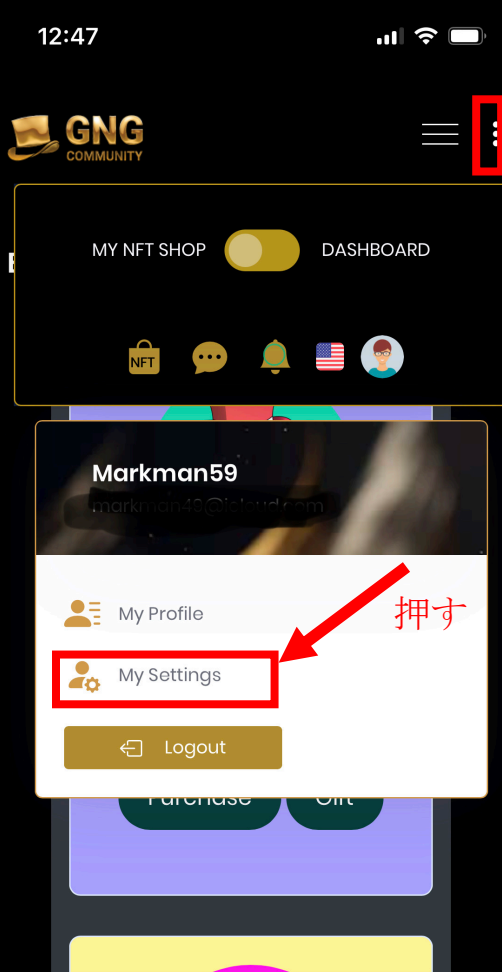 12:47
GNG
COMMUNITY
MY NFT SHOP
DASHBOARD
NFT
Markman59
My Profile
押す
My Settings
Logout
Purchase
Gift